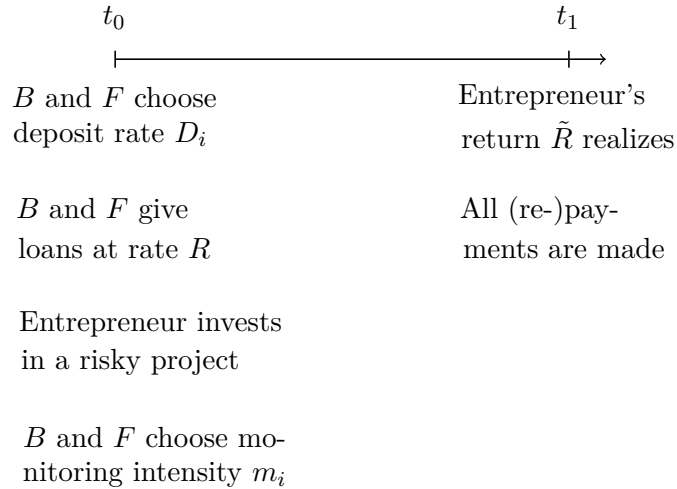 t₀ t₁
B and F choose
deposit rate Dᵢ
Entrepreneur's
return R̃ realizes
B and F give
loans at rate R
All (re-)pay-
ments are made
Entrepreneur invests
in a risky project
B and F choose mo-
nitoring intensity mᵢ